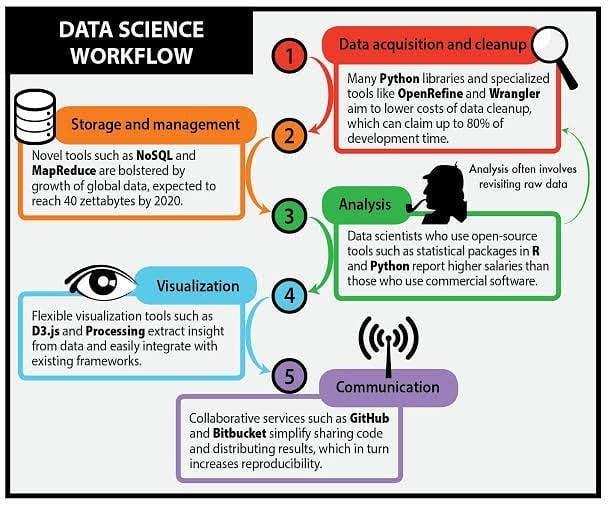 DATA SCIENCE
WORKFLOW
1
Data acquisition and cleanup
Many Python libraries and specialized
tools like OpenRefine and Wrangler
aim to lower costs of data cleanup,
which can claim up to 80% of
development time.
2
Storage and management
Novel tools such as NoSQL and
MapReduce are bolstered by
growth of global data, expected to
reach 40 zettabytes by 2020.
Analysis often involves
revisiting raw data
3
Analysis
Data scientists who use open-source
tools such as statistical packages in R
and Python report higher salaries than
those who use commercial software.
4
Visualization
Flexible visualization tools such as
D3.js and Processing extract insight
from data and easily integrate with
existing frameworks.
5
Communication
Collaborative services such as GitHub
and Bitbucket simplify sharing code
and distributing results, which in turn
increases reproducibility.